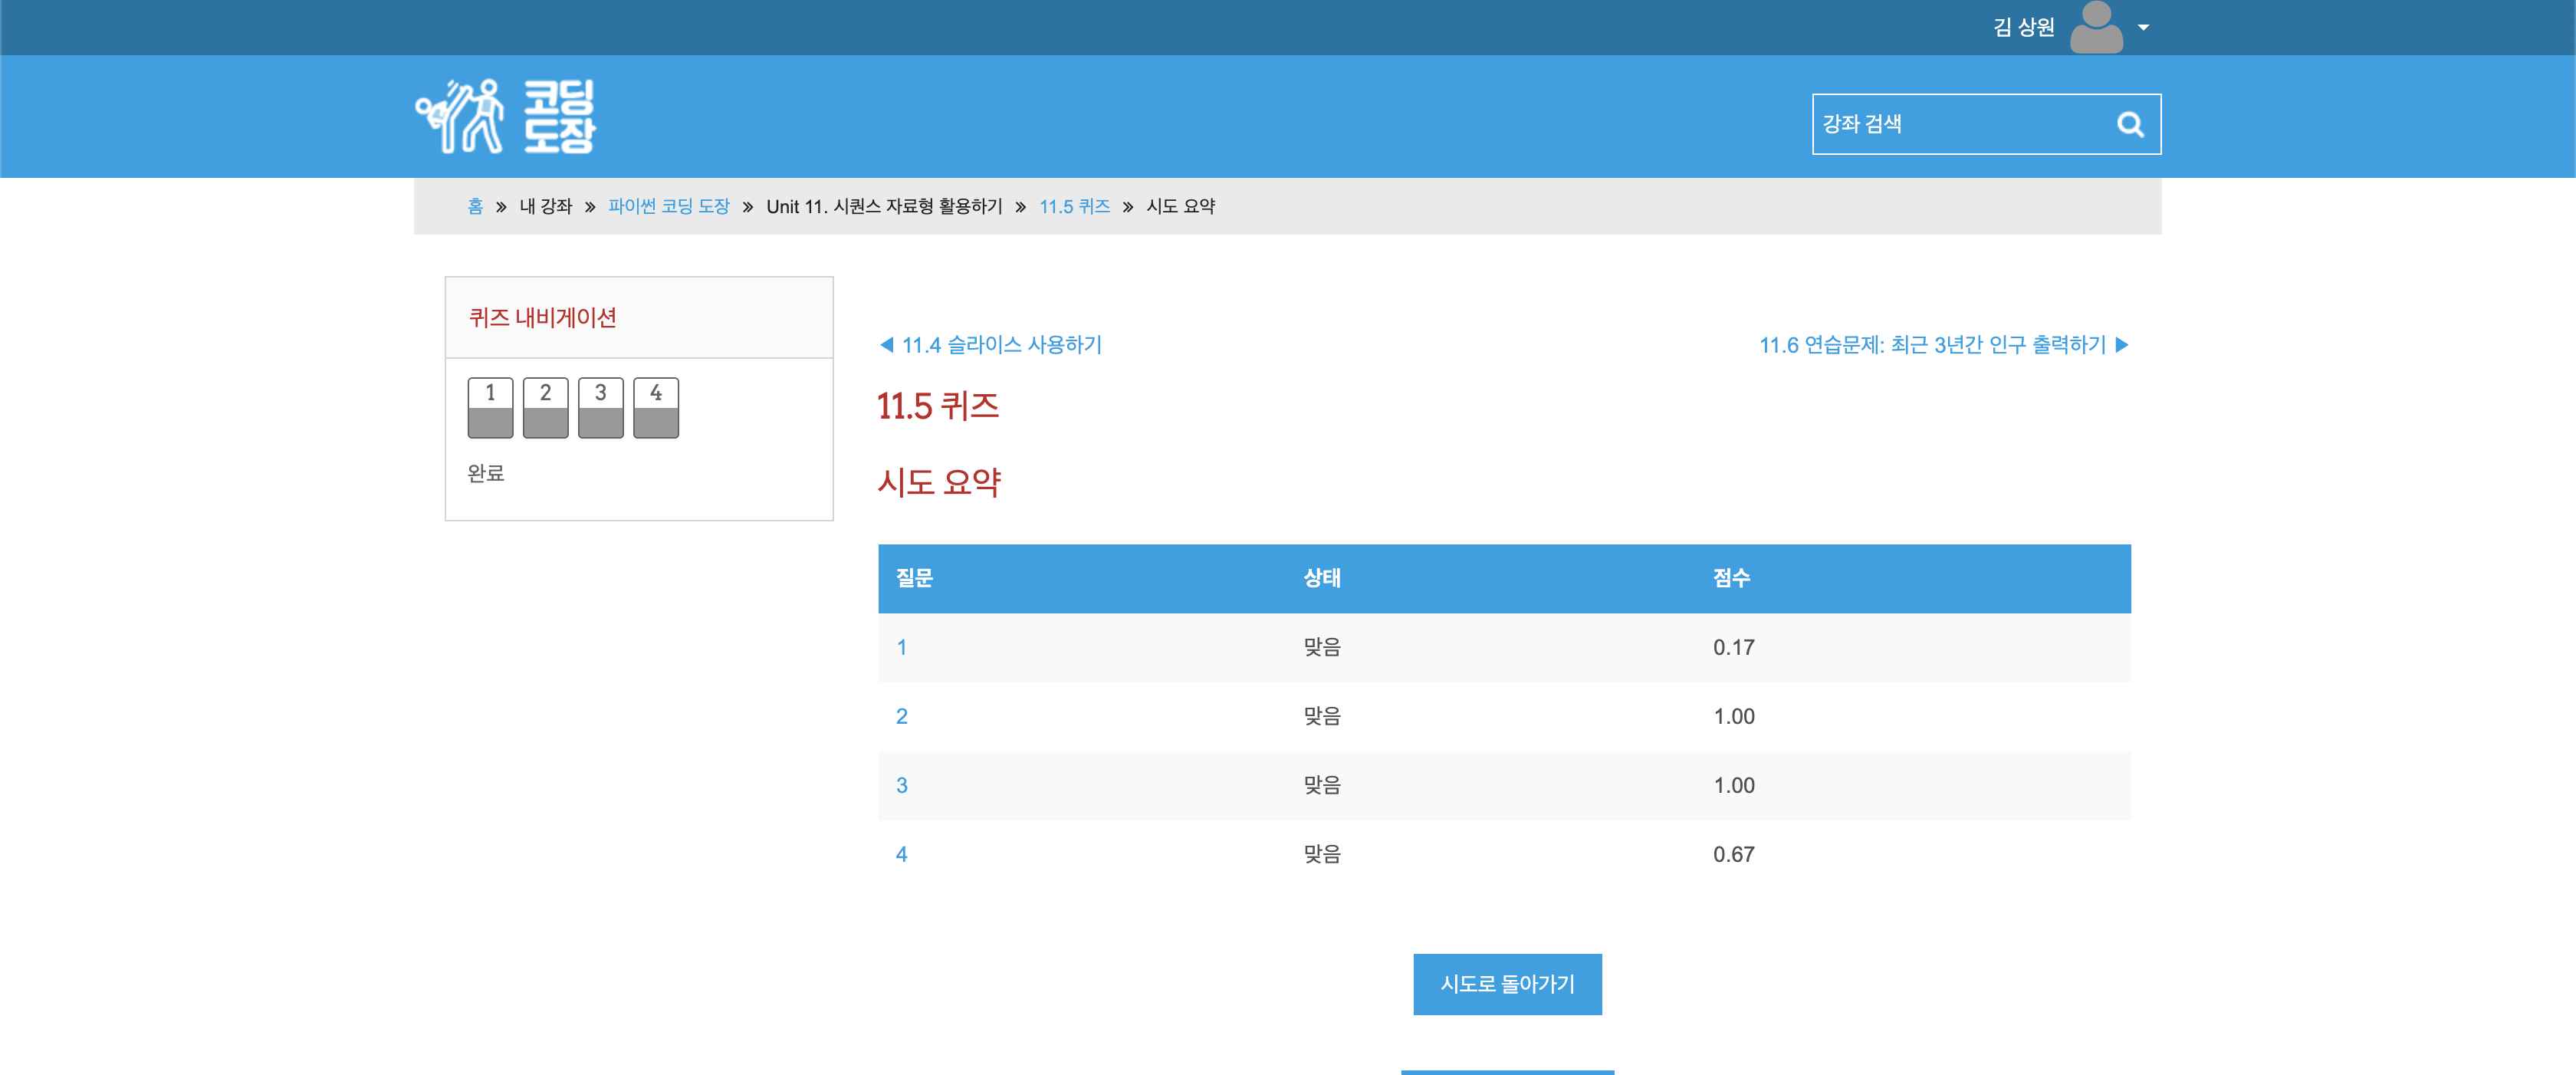 김 상원
코딩
도장
강좌 검색
홈 » 내 강좌 » 파이썬 코딩 도장 » Unit 11. 시퀀스 자료형 활용하기 » 11.5 퀴즈 » 시도 요약
퀴즈 내비게이션
1 2 3 4
완료
◀ 11.4 슬라이스 사용하기
11.6 연습문제: 최근 3년간 인구 출력하기 ▶
11.5 퀴즈
시도 요약
질문 상태 점수
1 맞음 0.17
2 맞음 1.00
3 맞음 1.00
4 맞음 0.67
시도로 돌아가기